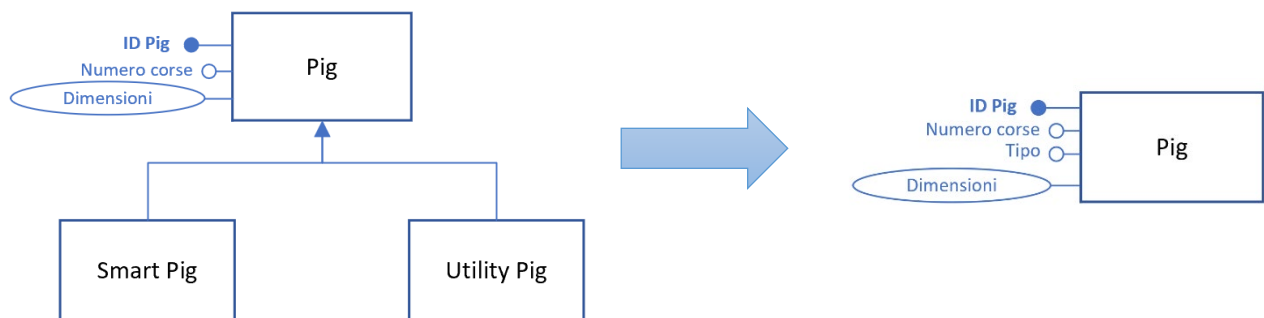 ID Pig
Numero corse
Dimensioni
Pig
Smart Pig
Utility Pig
ID Pig
Numero corse
Tipo
Dimensioni
Pig